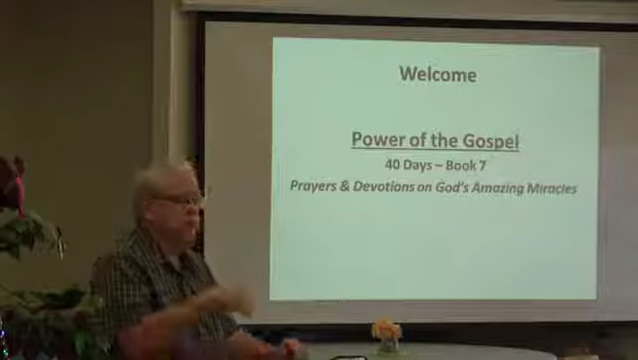 Welcome
Power of the Gospel
40 Days – Book 7
Prayers & Devotions on God's Amazing Miracles